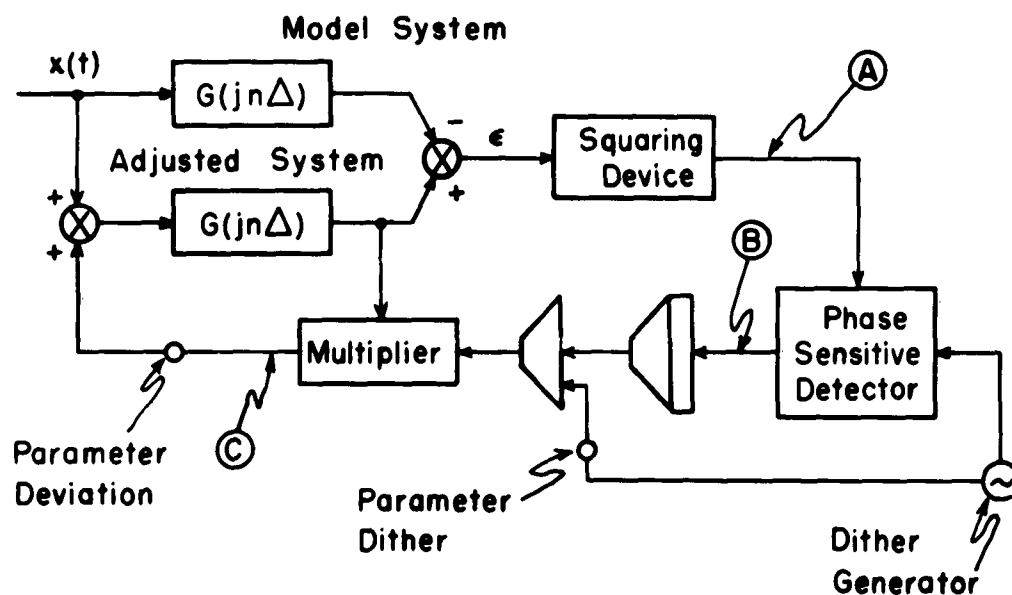 Model System
x(t)
G(jnΔ)
-
ϵ
Squaring
Device
A
Adjusted System
+
+
G(jnΔ)
+
B
Multiplier
Phase
Sensitive
Detector
C
Parameter
Deviation
Parameter
Dither
~
Dither
Generator